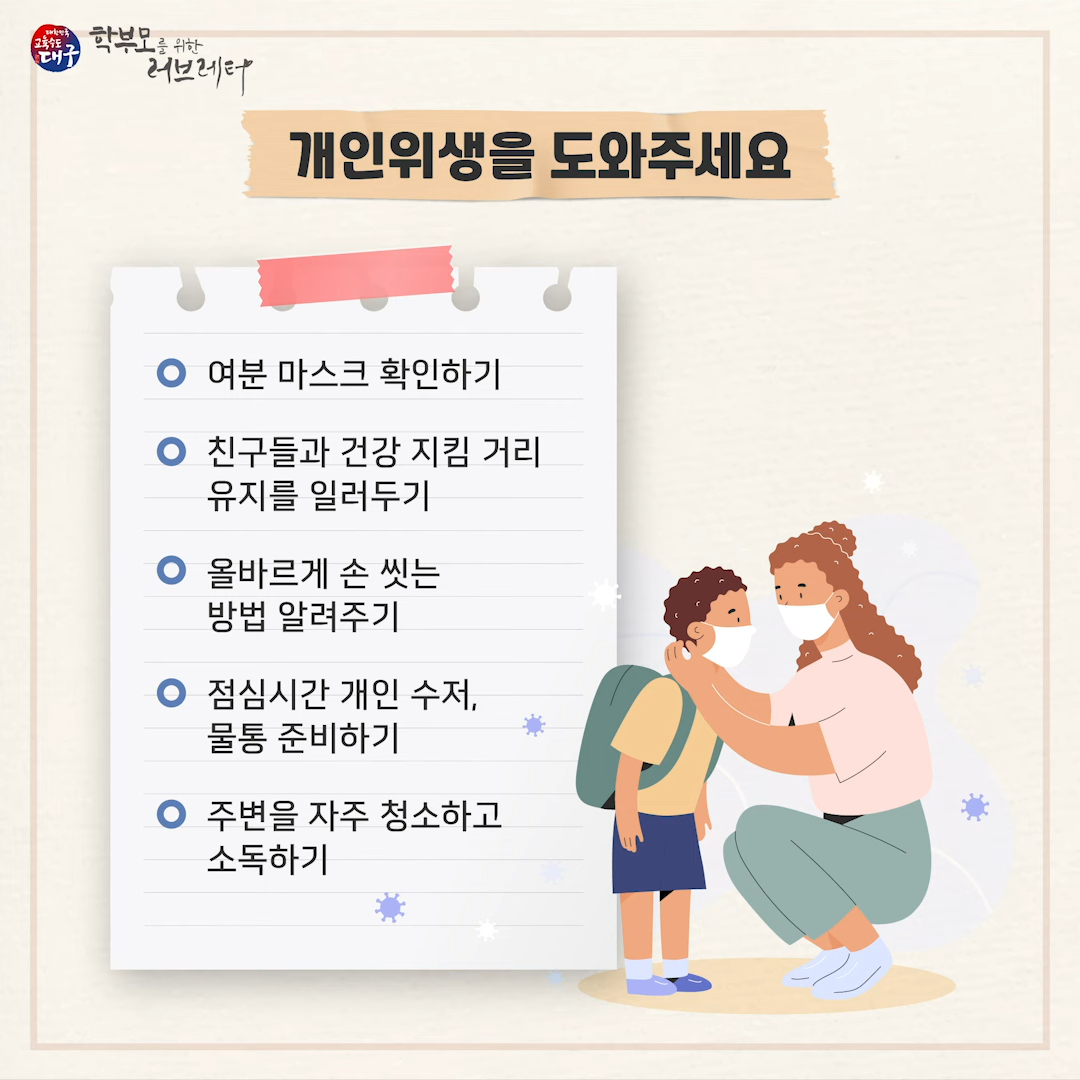 대한민국
교육수도
대구
학부모를 위한
러브레터
개인위생을 도와주세요
여분 마스크 확인하기
친구들과 건강 지킴 거리
유지를 일러두기
올바르게 손 씻는
방법 알려주기
점심시간 개인 수저,
물통 준비하기
주변을 자주 청소하고
소독하기